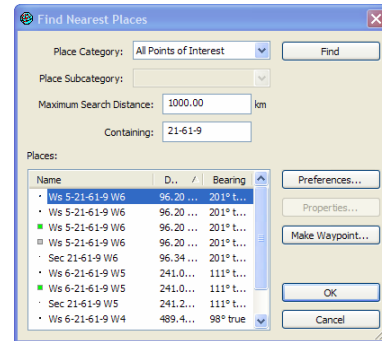 Find Nearest Places
Place Category: All Points of Interest Find
Place Subcategory:
Maximum Search Distance: 1000.00 km
Containing: 21-61-9
Places:
Name D.. / Bearing Preferences...
Ws 5-21-61-9 W6 96.20 ... 201° t...
Ws 5-21-61-9 W6 96.20 ... 201° t... Properties...
Ws 5-21-61-9 W6 96.20 ... 201° t...
Ws 5-21-61-9 W6 96.20 ... 201° t... Make Waypoint...
Sec 21-61-9 W6 96.34 ... 201° t...
Ws 6-21-61-9 W5 241.0... 111° t...
Ws 6-21-61-9 W5 241.0... 111° t... OK
Sec 21-61-9 W5 241.2... 111° t...
Ws 6-21-61-9 W4 489.4... 98° true Cancel